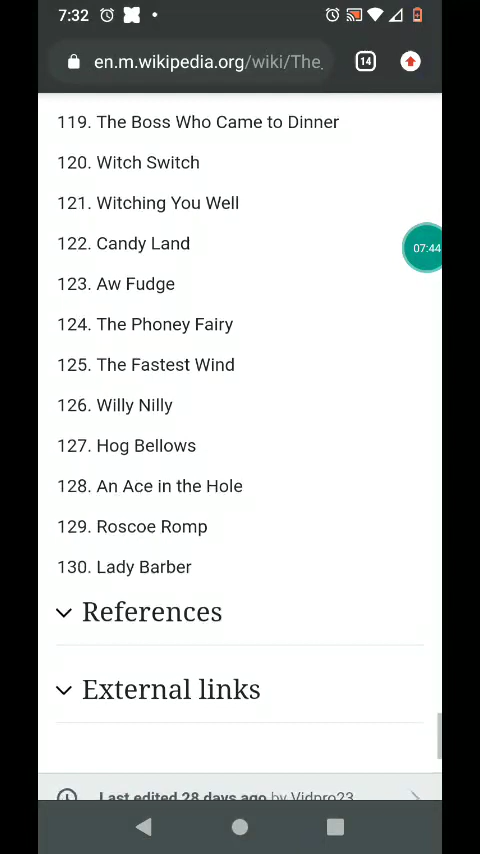 7:32
en.m.wikipedia.org/wiki/The_
14
119. The Boss Who Came to Dinner
120. Witch Switch
121. Witching You Well
122. Candy Land
07:44
123. Aw Fudge
124. The Phoney Fairy
125. The Fastest Wind
126. Willy Nilly
127. Hog Bellows
128. An Ace in the Hole
129. Roscoe Romp
130. Lady Barber
References
External links
Last edited 28 days ago by Vidpro23